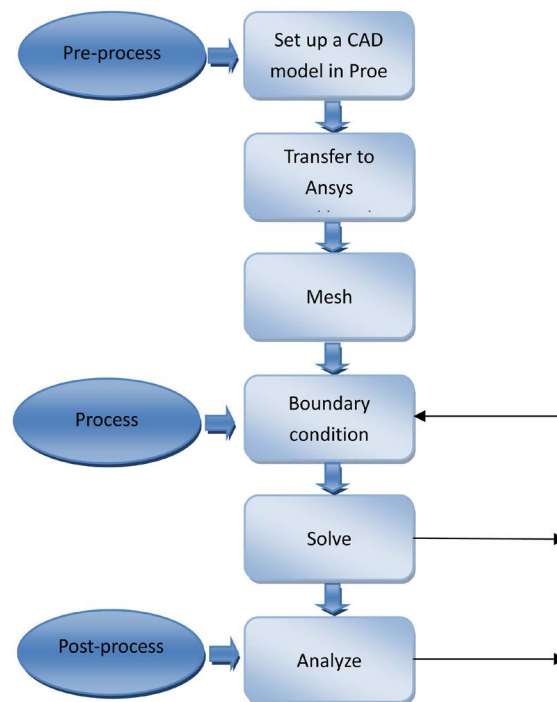 Pre-process
Set up a CAD
model in Proe
Transfer to
Ansys
Mesh
Process
Boundary
condition
Solve
Post-process
Analyze